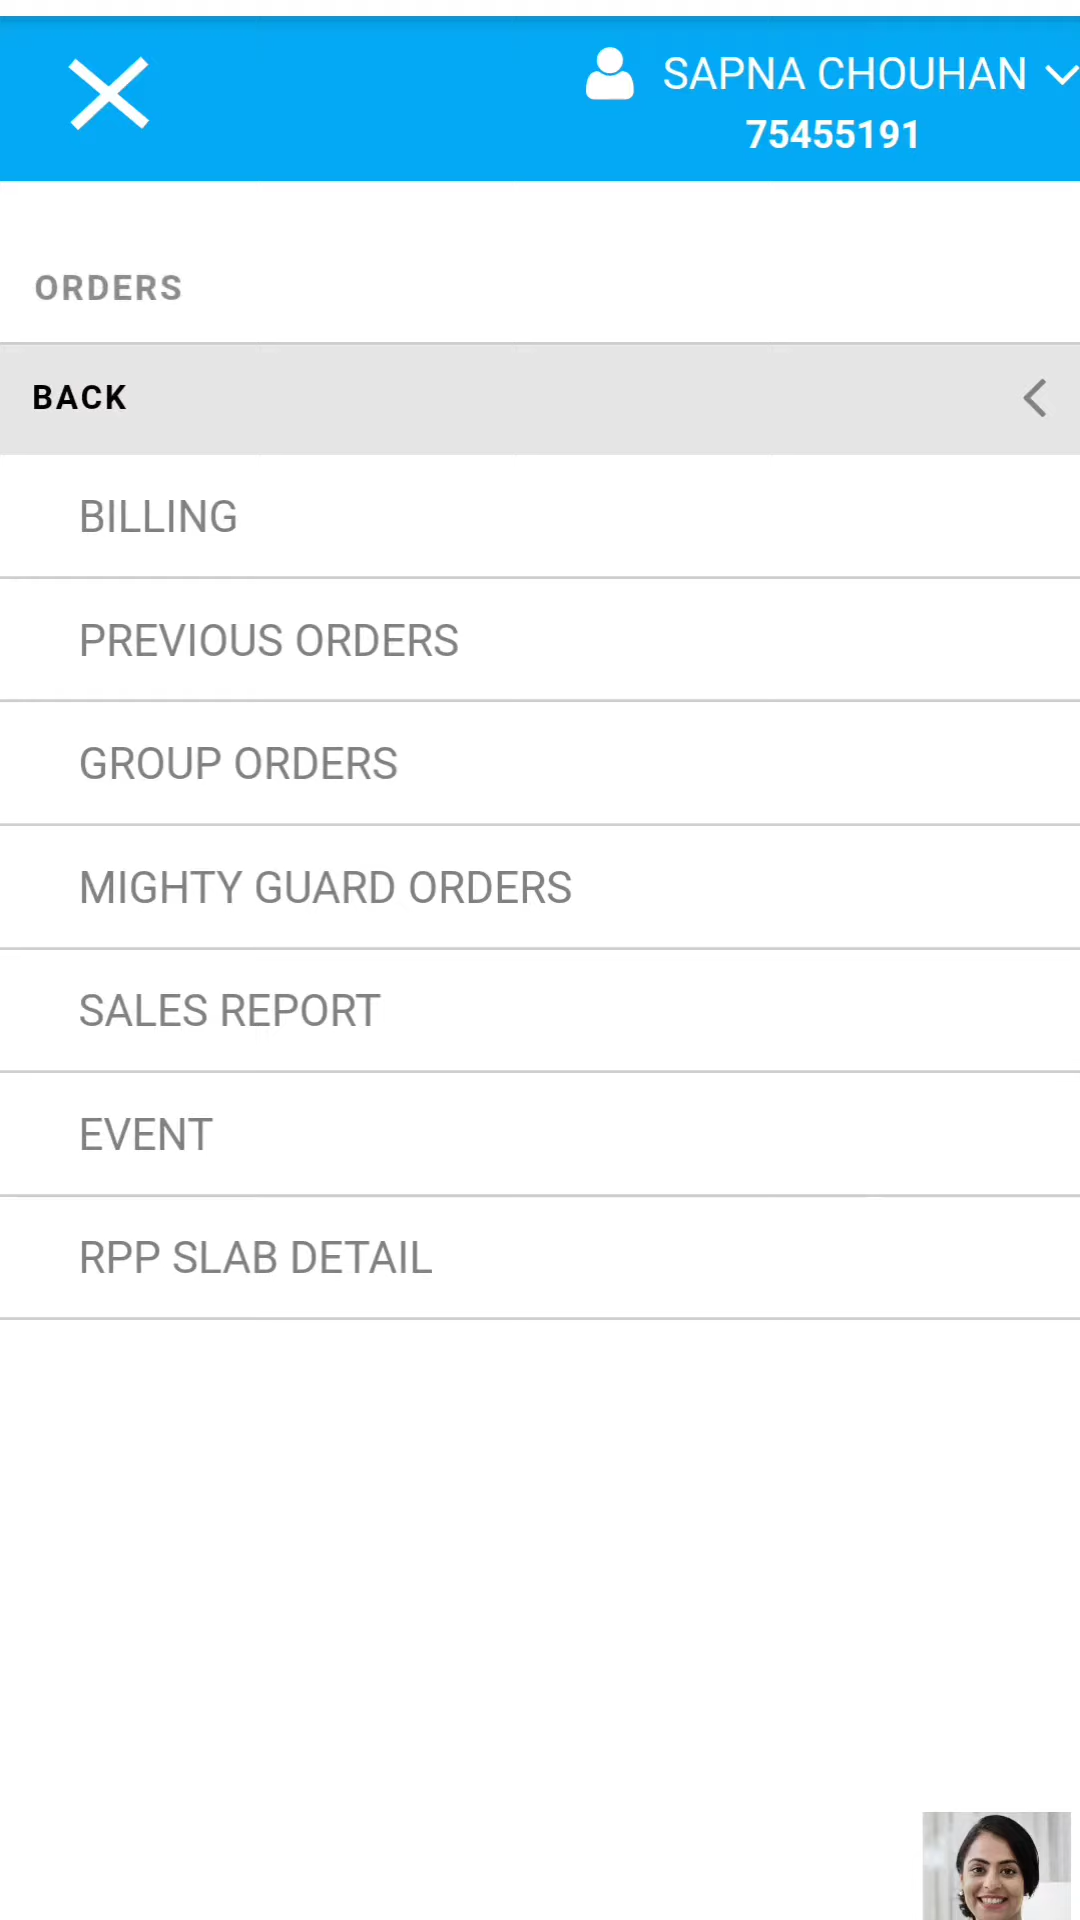 SAPNA CHOUHAN
75455191
ORDERS
BACK
BILLING
PREVIOUS ORDERS
GROUP ORDERS
MIGHTY GUARD ORDERS
SALES REPORT
EVENT
RPP SLAB DETAIL